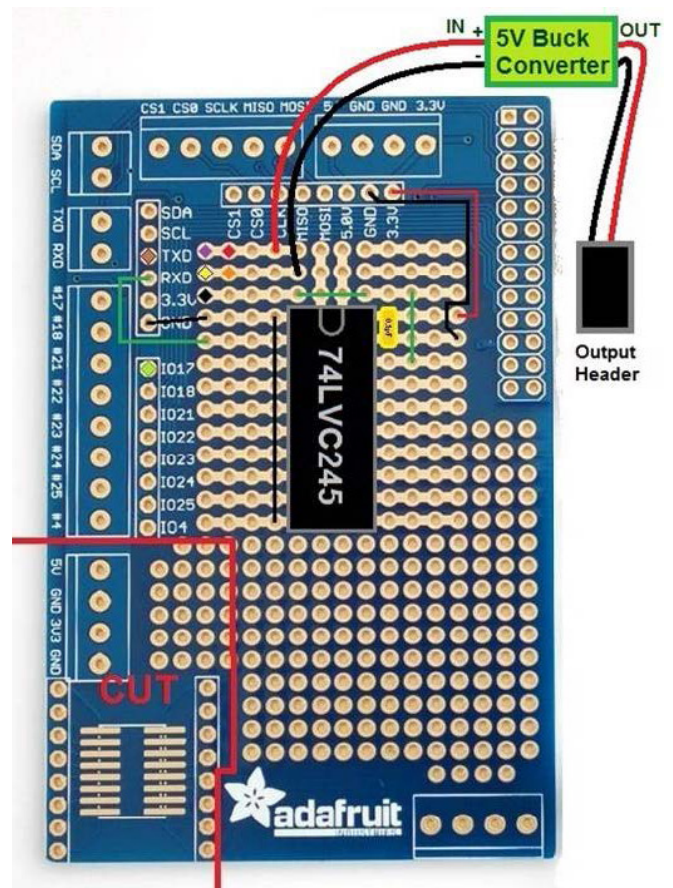 IN + 5V Buck Converter OUT
-
CS1 CS0 SCLK MISO MOSI 5V GND GND 3.3V
SDA
SCL
TXD
RXD
#17
#18
#21
#22
#23
#24
#25
#4
5V
GND
3V3
GND
SDA
SCL
TXD
RXD
3.3V
GND
IO17
IO18
IO21
IO22
IO23
IO24
IO25
IO4
CS1
CS0
CLK
MISO
MOSI
5.0V
GND
3.3V
74LVC245
0.1µF
Output
Header
CUT
adafruit
INDUSTRIES